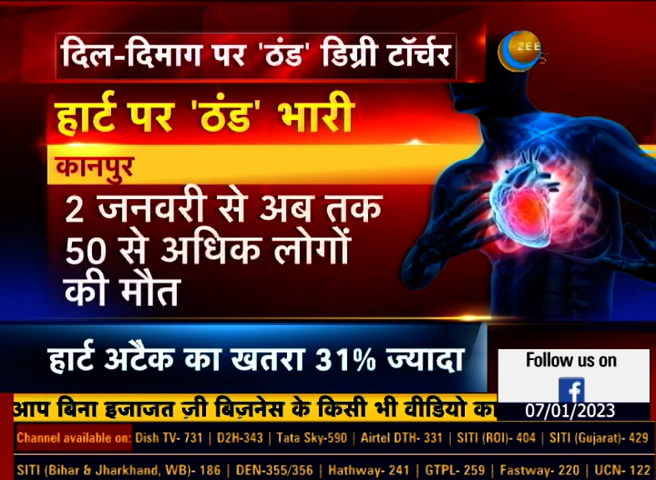 दिल-दिमाग पर 'ठंड' डिग्री टॉर्चर
ZEE
हार्ट पर 'ठंड' भारी
कानपुर
2 जनवरी से अब तक
50 से अधिक लोगों
की मौत
हार्ट अटैक का खतरा 31% ज्यादा
Follow us on
f
आप बिना इजाजत ज़ी बिज़नेस के किसी भी वीडियो का
07/01/2023
Channel available on: Dish TV- 731 | D2H-343 | Tata Sky-590 | Airtel DTH- 331 | SITI (ROI)- 404 | SITI (Gujarat)- 429
SITI (Bihar & Jharkhand, WB)- 186 | DEN-355/356 | Hathway- 241 | GTPL- 259 | Fastway- 220 | UCN- 122